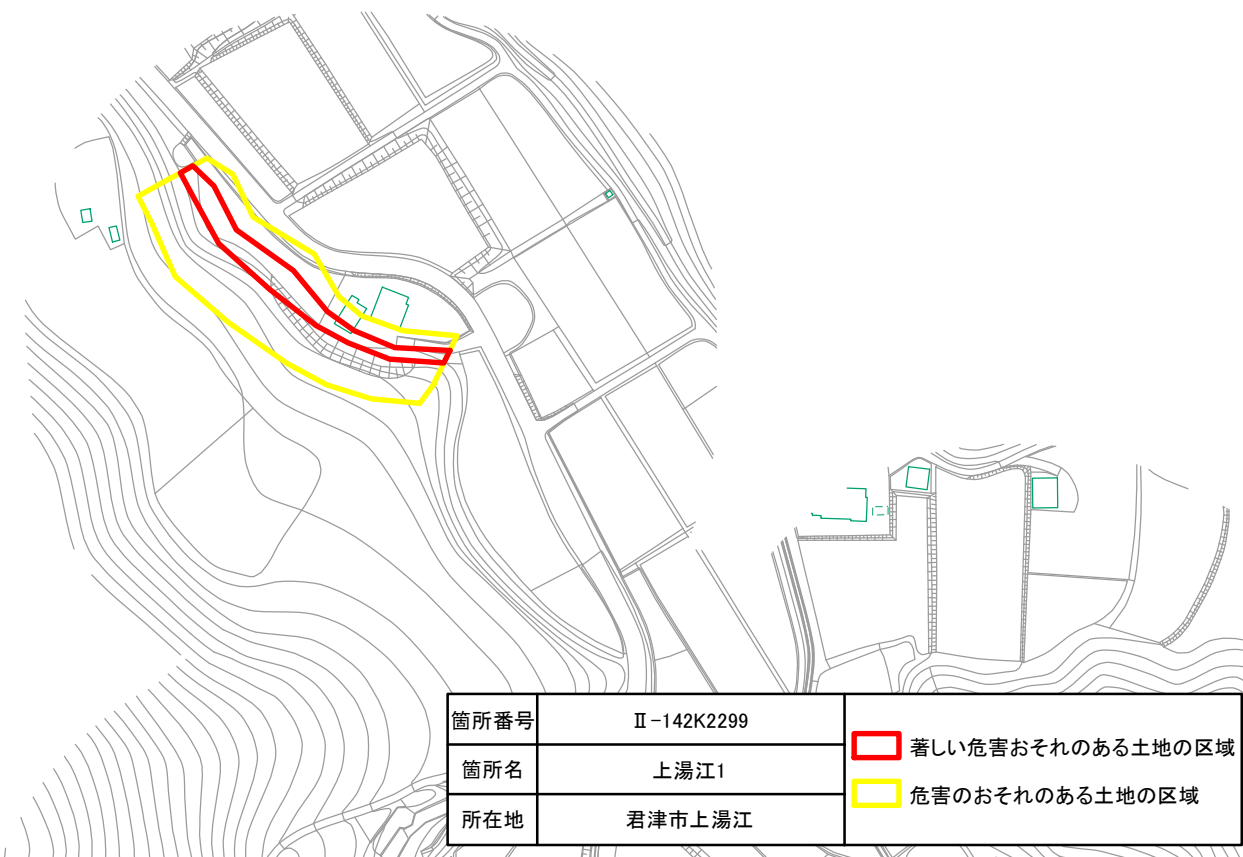 箇所番号 Ⅱ-142K2299
箇所名 上湯江1
所在地 君津市上湯江
著しい危害おそれのある土地の区域
危害のおそれのある土地の区域